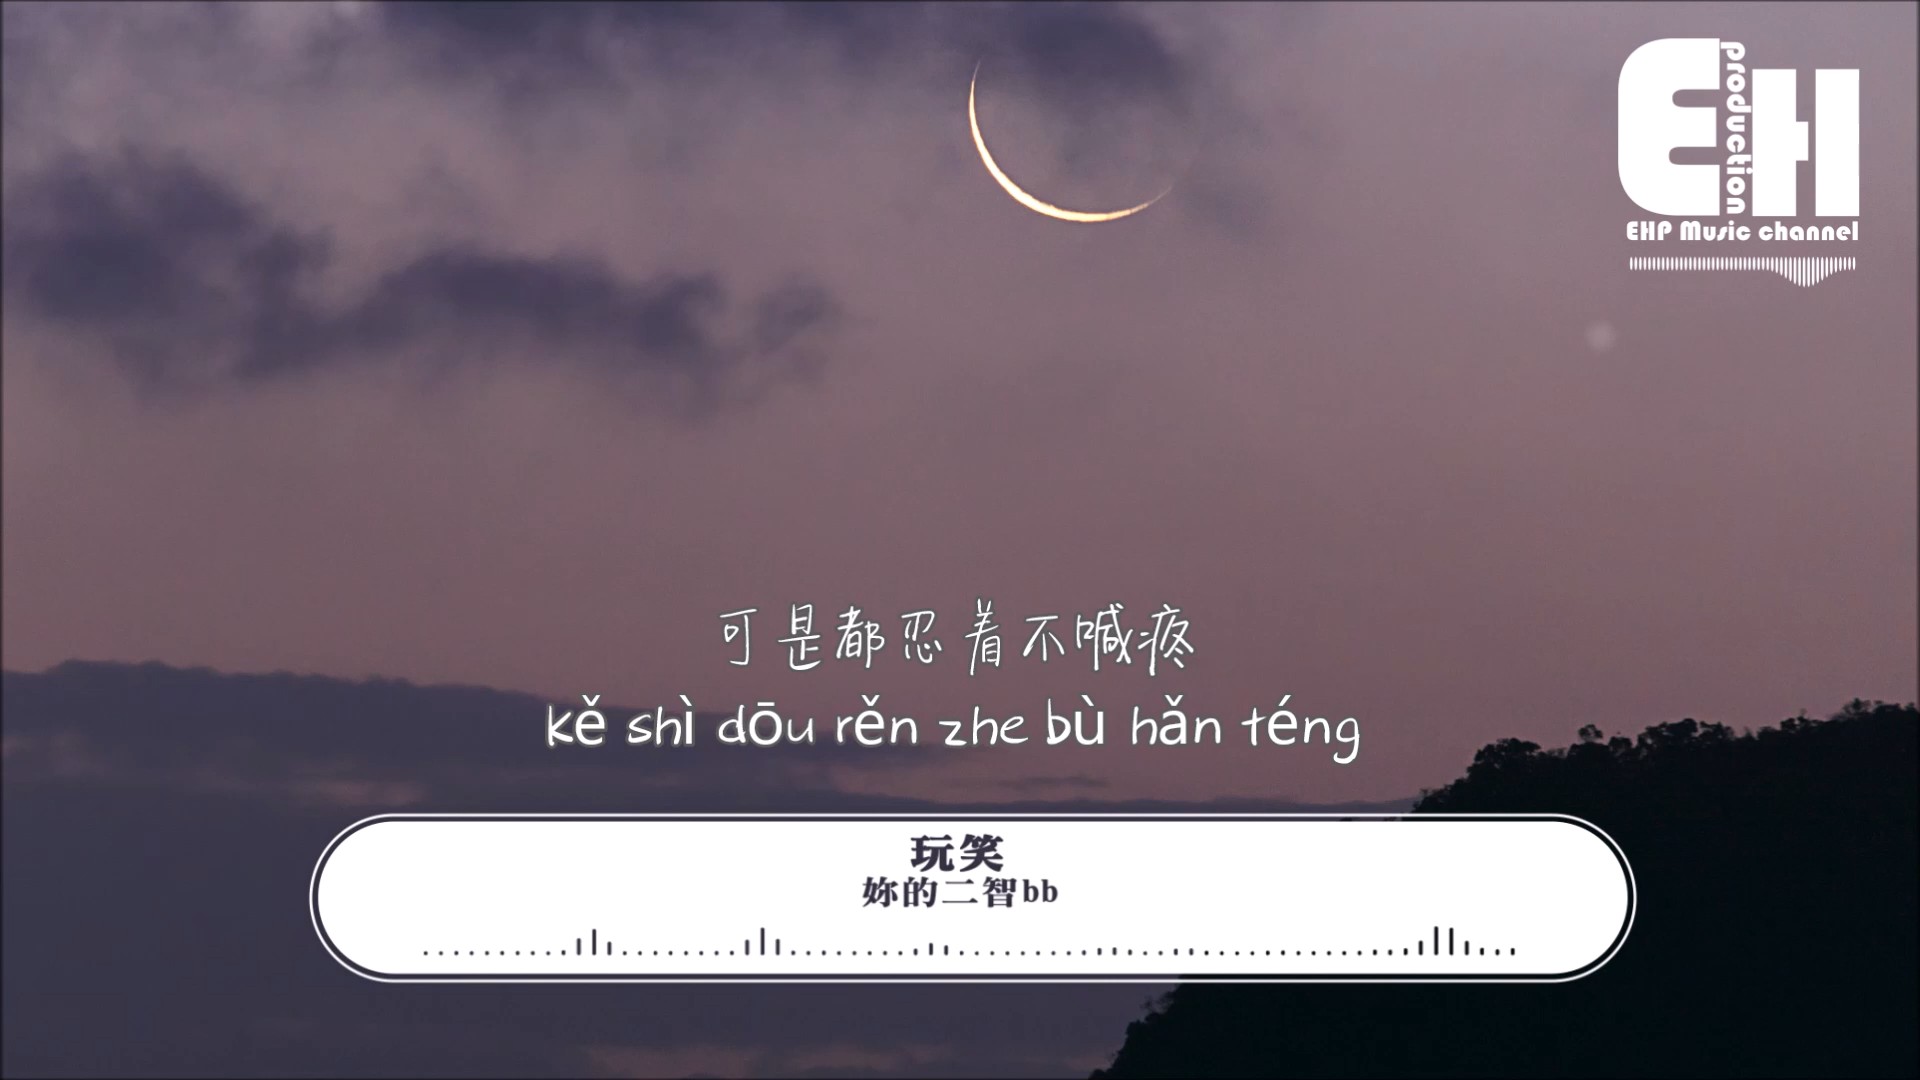 EH
production
EHP Music channel
可是都忍着不喊疼
kě shì dōu rěn zhe bù hǎn téng
玩笑
妳的二智bb